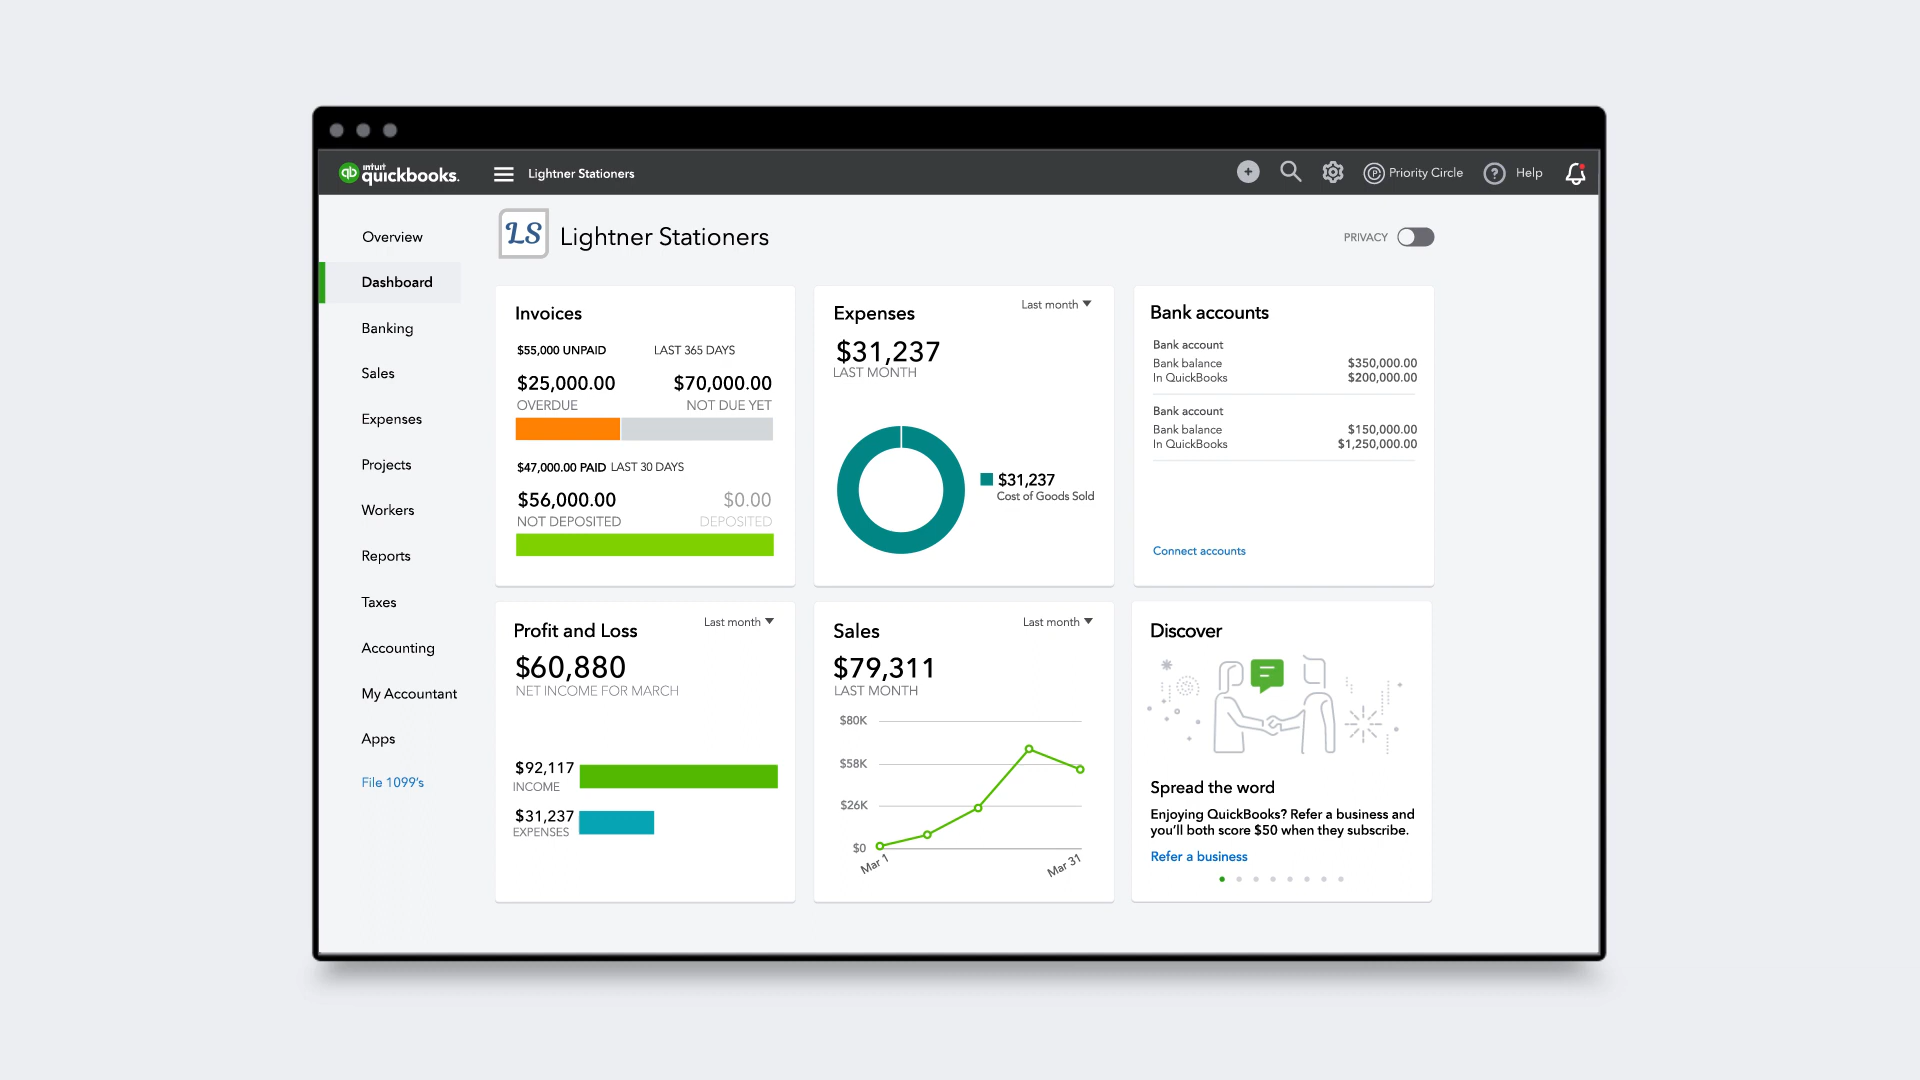 intuit
quickbooks.
Lightner Stationers
Priority Circle
Help
Overview
Dashboard
Banking
Sales
Expenses
Projects
Workers
Reports
Taxes
Accounting
My Accountant
Apps
File 1099's
LS
Lightner Stationers
PRIVACY
Invoices
$55,000 UNPAID LAST 365 DAYS
$25,000.00 $70,000.00
OVERDUE NOT DUE YET
$47,000.00 PAID LAST 30 DAYS
$56,000.00 $0.00
NOT DEPOSITED DEPOSITED
Expenses
Last month
$31,237
LAST MONTH
$31,237
Cost of Goods Sold
Bank accounts
Bank account
Bank balance $350,000.00
In QuickBooks $200,000.00
Bank account
Bank balance $150,000.00
In QuickBooks $1,250,000.00
Connect accounts
Profit and Loss
Last month
$60,880
NET INCOME FOR MARCH
$92,117
INCOME
$31,237
EXPENSES
Sales
Last month
$79,311
LAST MONTH
$80K
$58K
$26K
$0
Mar 1
Mar 31
Discover
Spread the word
Enjoying QuickBooks? Refer a business and
you'll both score $50 when they subscribe.
Refer a business